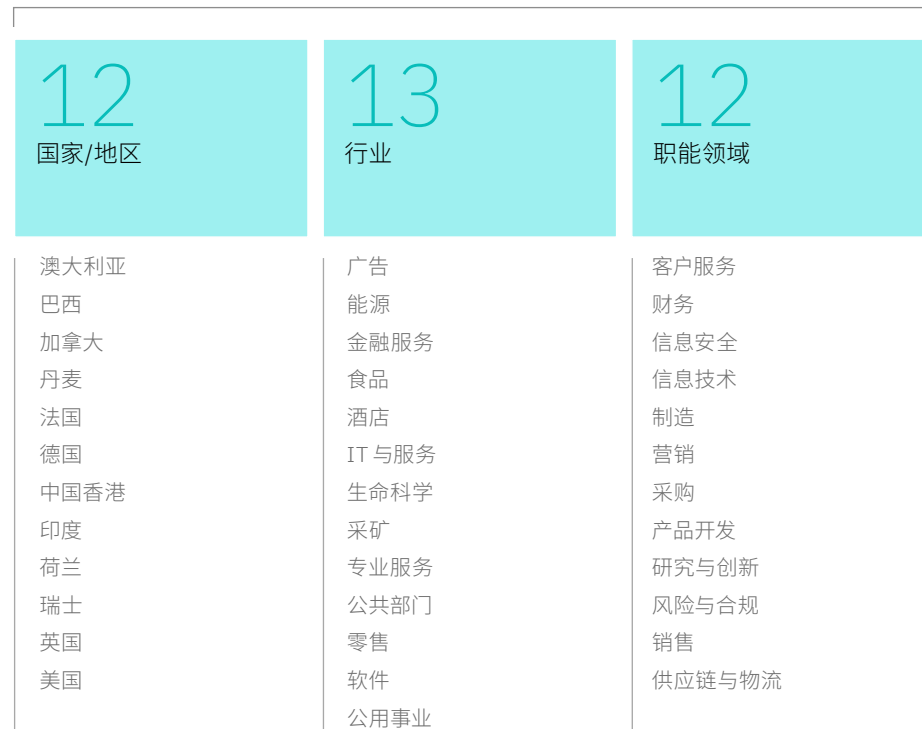 12
国家/地区
澳大利亚
巴西
加拿大
丹麦
法国
德国
中国香港
印度
荷兰
瑞士
英国
美国
13
行业
广告
能源
金融服务
食品
酒店
IT 与服务
生命科学
采矿
专业服务
公共部门
零售
软件
公用事业
12
职能领域
客户服务
财务
信息安全
信息技术
制造
营销
采购
产品开发
研究与创新
风险与合规
销售
供应链与物流